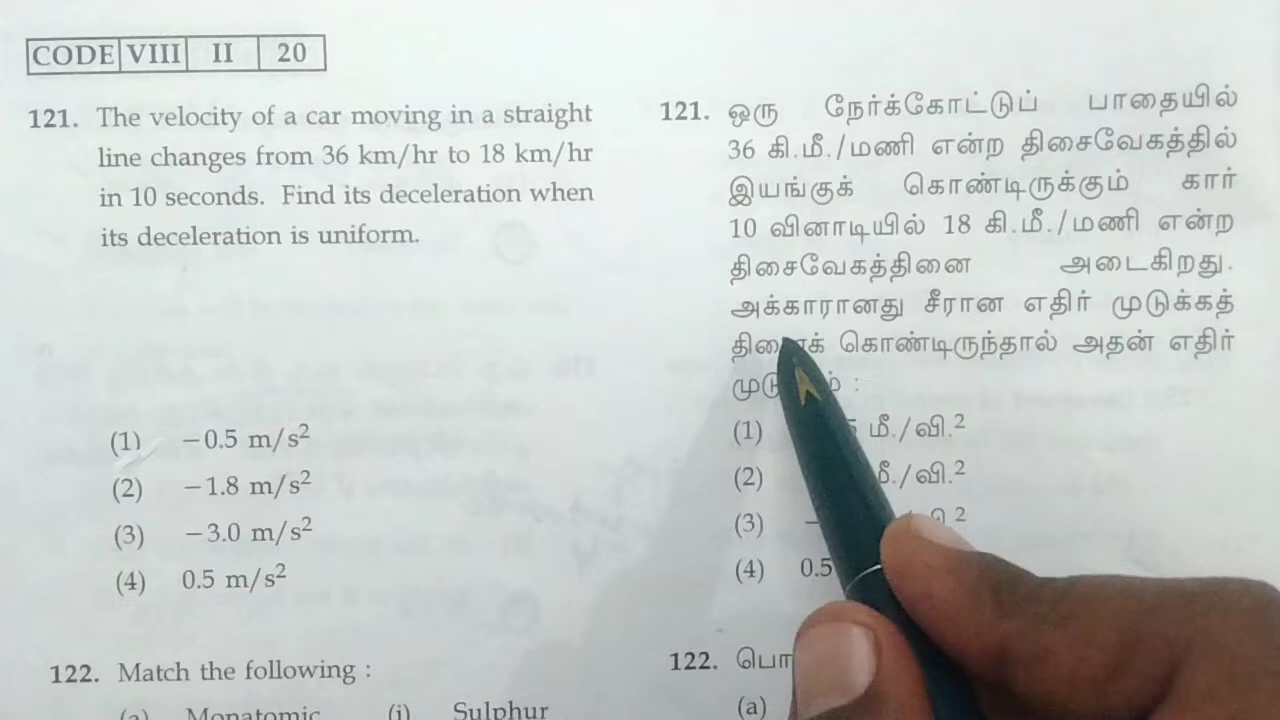 CODE VIII II 20
121. The velocity of a car moving in a straight
line changes from 36 km/hr to 18 km/hr
in 10 seconds. Find its deceleration when
its deceleration is uniform.
(1) −0.5 m/s²
(2) −1.8 m/s²
(3) −3.0 m/s²
(4) 0.5 m/s²
122. Match the following :
(a) Monatomic (i) Sulphur
121. ஒரு நேர்க்கோட்டுப் பாதையில்
36 கி.மீ./மணி என்ற திசைவேகத்தில்
இயங்குக் கொண்டிருக்கும் கார்
10 வினாடியில் 18 கி.மீ./மணி என்ற
திசைவேகத்தினை அடைகிறது.
அக்காரானது சீரான எதிர் முடுக்கத்
கொண்டிருந்தால் அதன் எதிர்
:
(1) மீ./வி.²
(2) மீ./வி.²
(3)
(4) 0.5
122.
(a)